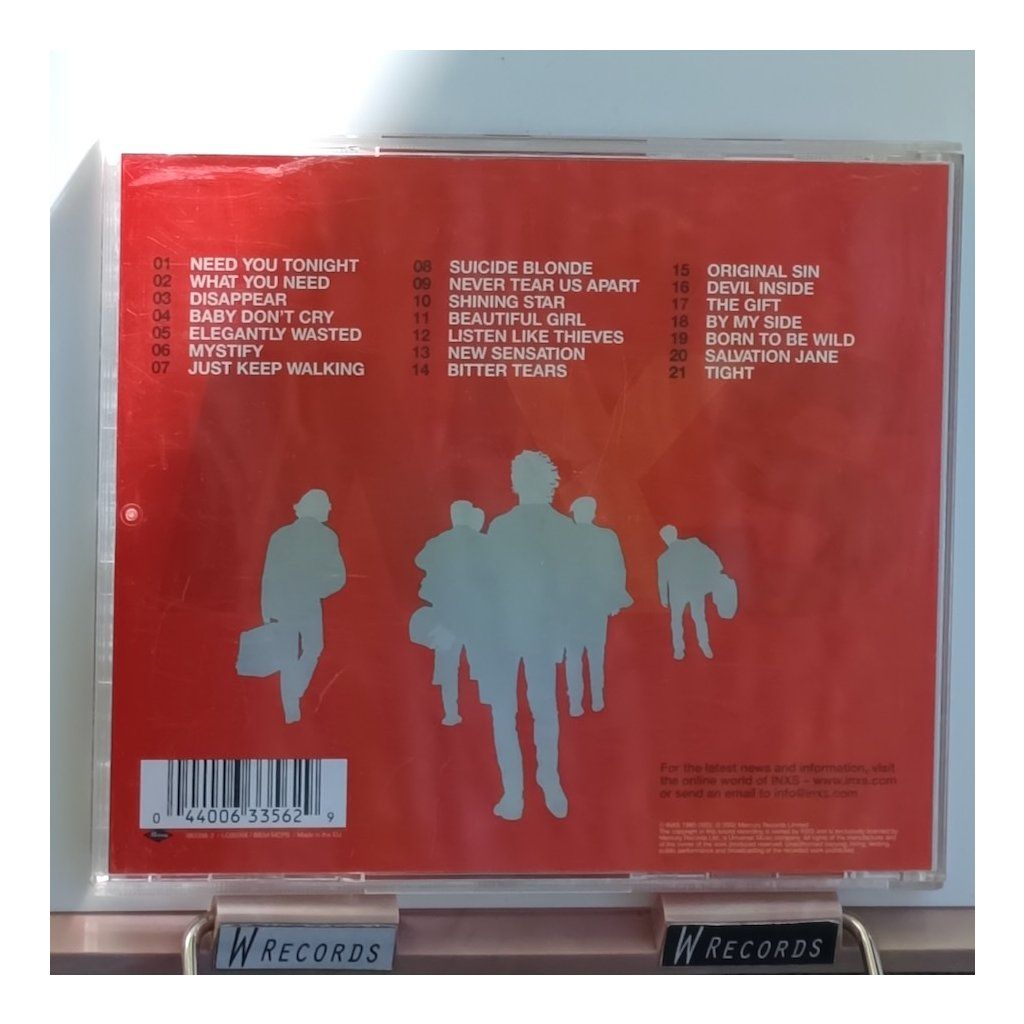 01 NEED YOU TONIGHT
02 WHAT YOU NEED
03 DISAPPEAR
04 BABY DON'T CRY
05 ELEGANTLY WASTED
06 MYSTIFY
07 JUST KEEP WALKING
08 SUICIDE BLONDE
09 NEVER TEAR US APART
10 SHINING STAR
11 BEAUTIFUL GIRL
12 LISTEN LIKE THIEVES
13 NEW SENSATION
14 BITTER TEARS
15 ORIGINAL SIN
16 DEVIL INSIDE
17 THE GIFT
18 BY MY SIDE
19 BORN TO BE WILD
20 SALVATION JANE
21 TIGHT
For the latest news and information, visit
the online world of INXS – www.inxs.com
or send an email to info@inxs.com
0 44006 33562 9
Made in the EU
W RECORDS
W RECORDS